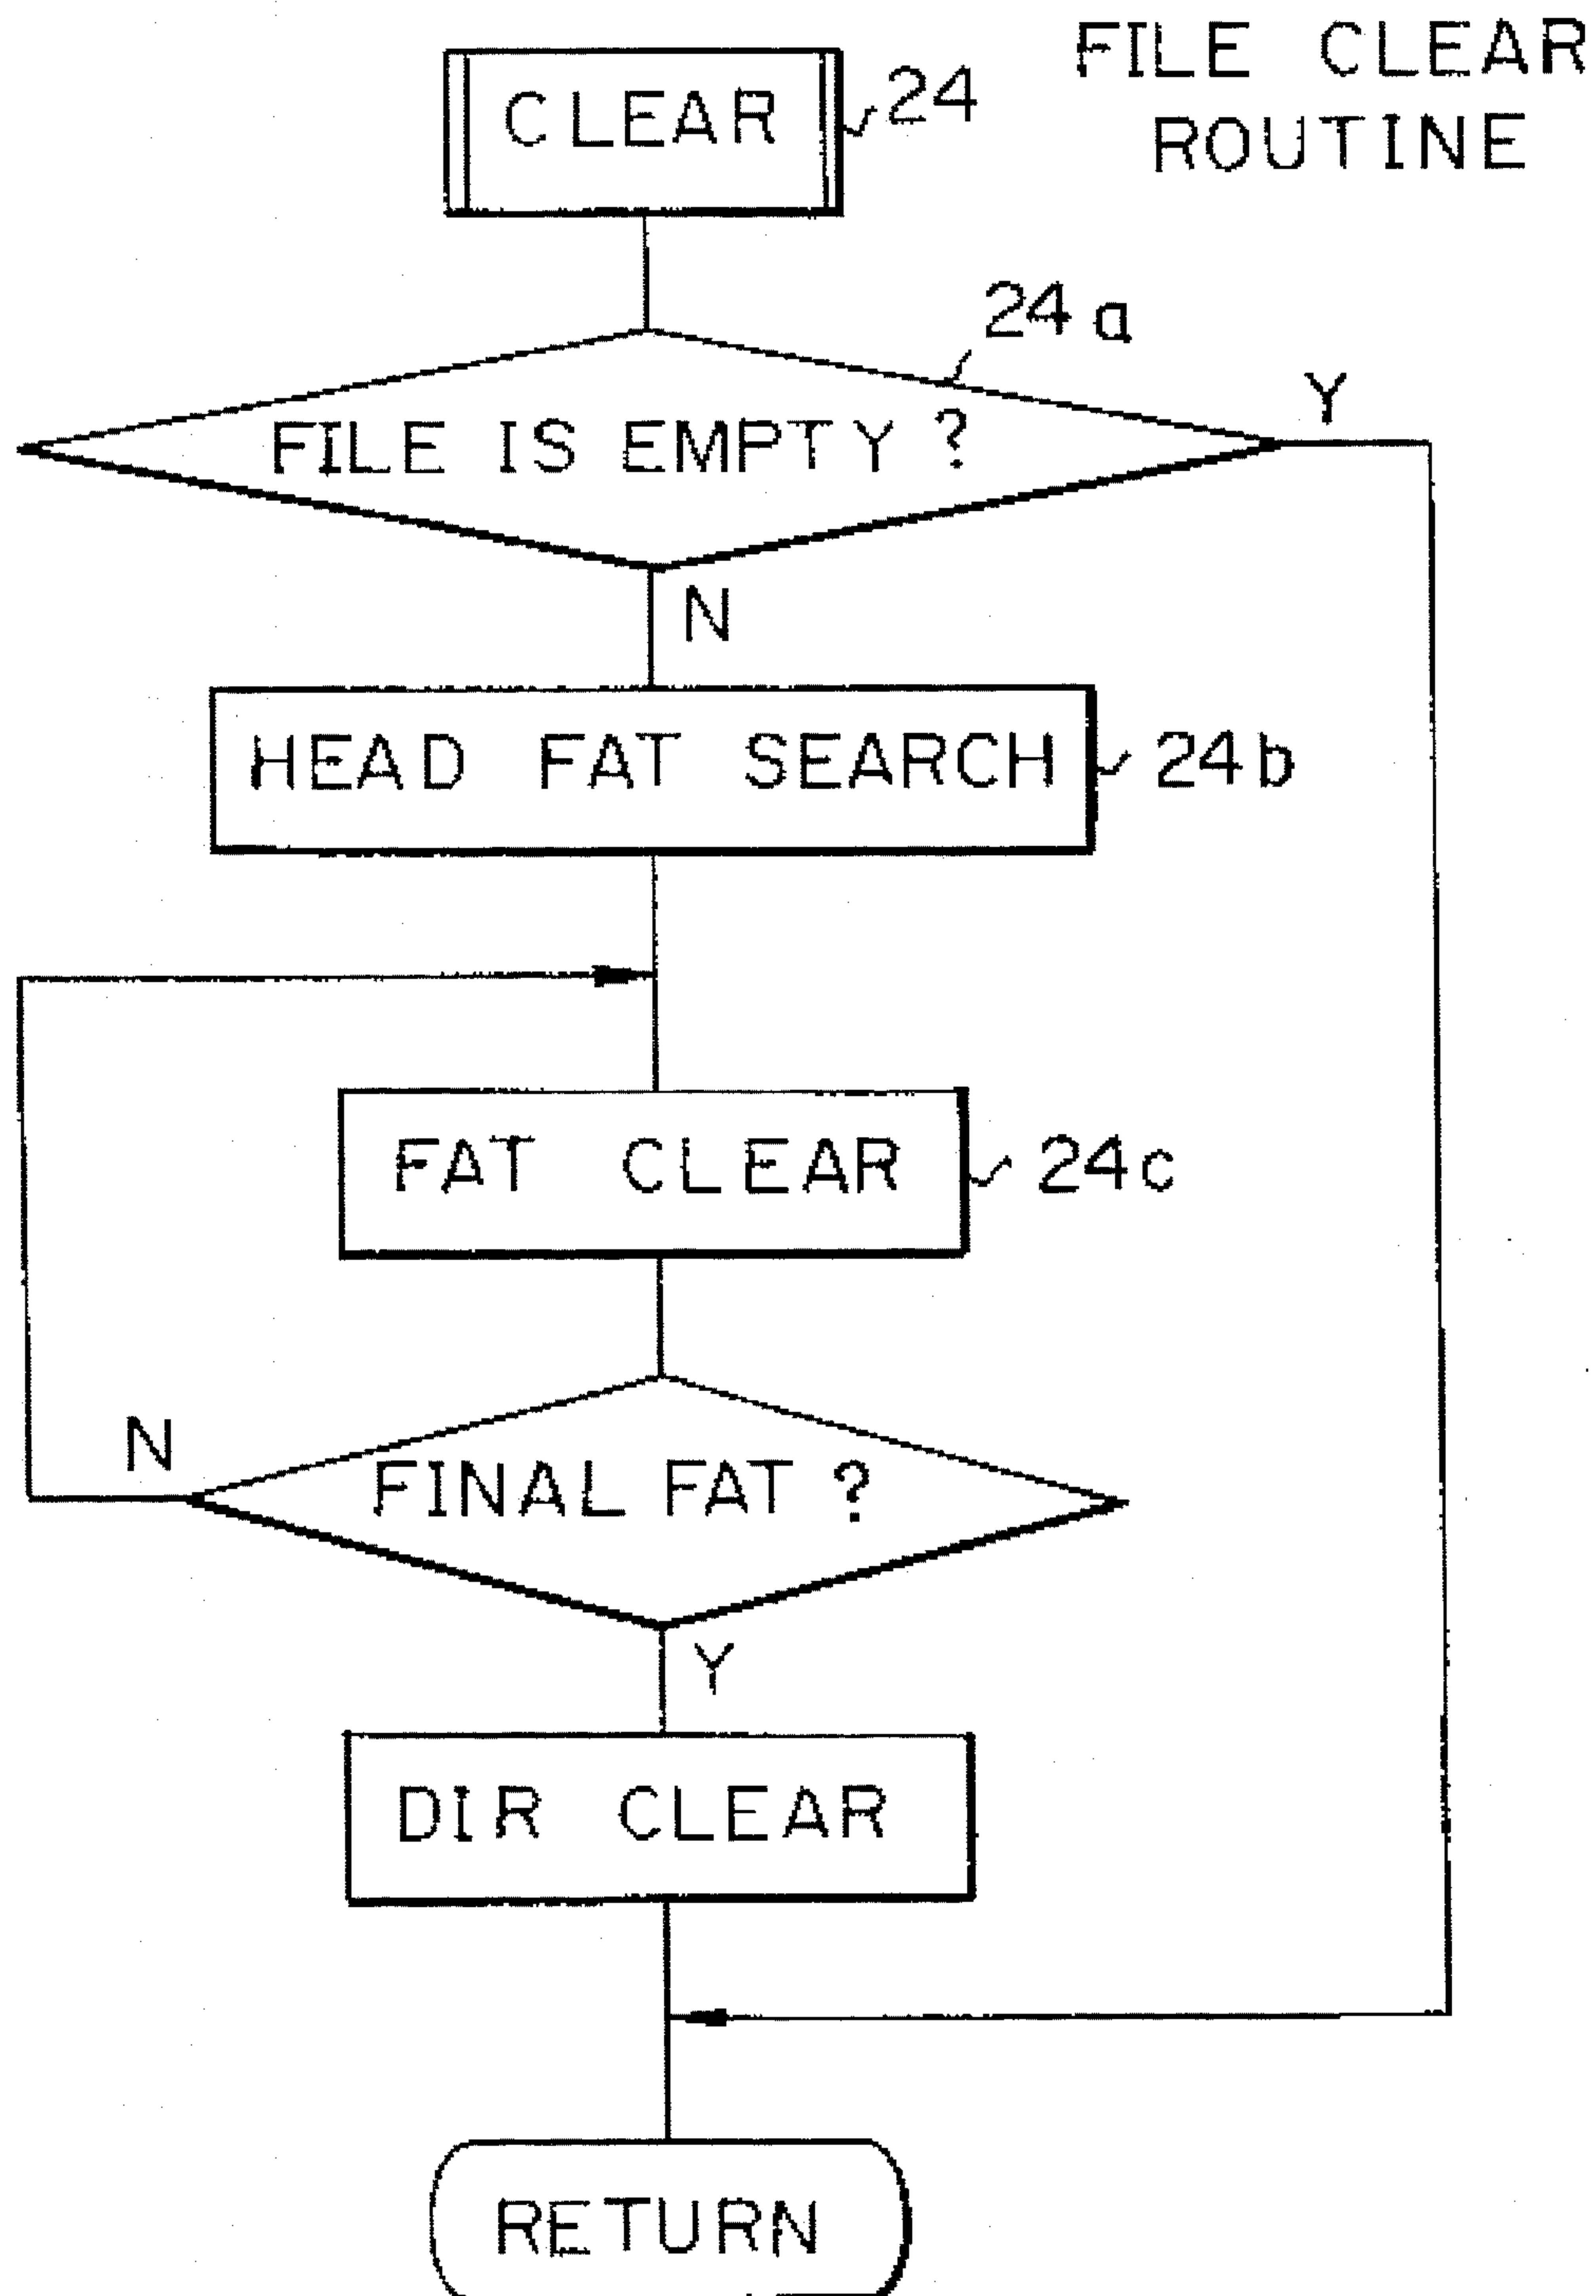 FILE CLEAR
ROUTINE
CLEAR
24
24a
FILE IS EMPTY ?
Y
N
HEAD FAT SEARCH
24b
FAT CLEAR
24c
N
FINAL FAT ?
Y
DIR CLEAR
RETURN